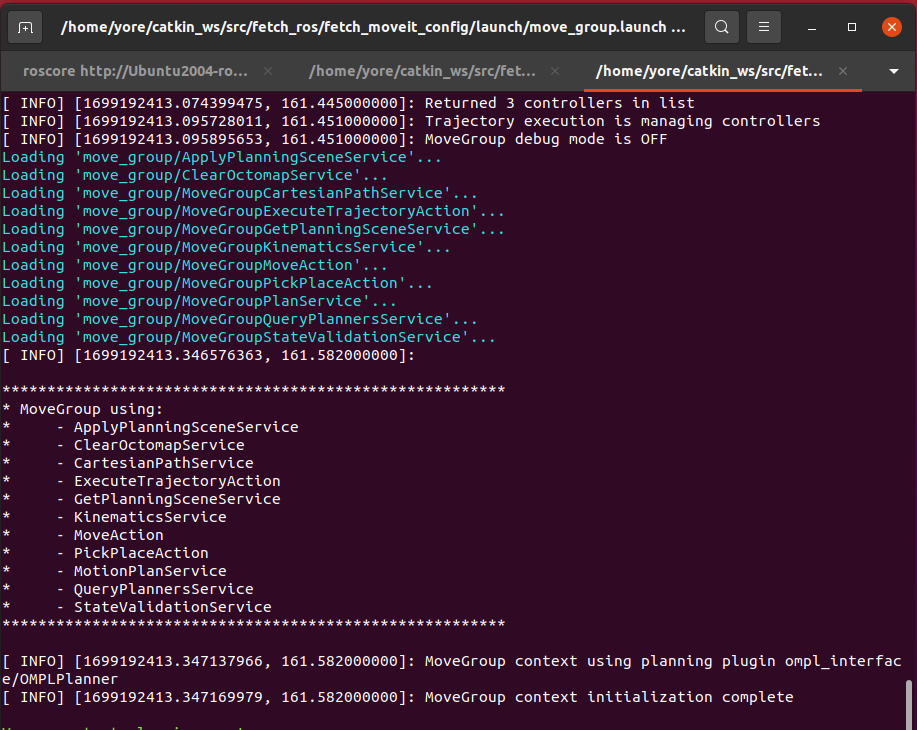 /home/yore/catkin_ws/src/fetch_ros/fetch_moveit_config/launch/move_group.launch ...
roscore http://Ubuntu2004-ro... × /home/yore/catkin_ws/src/fet... × /home/yore/catkin_ws/src/fet... ×
[ INFO] [1699192413.074399475, 161.445000000]: Returned 3 controllers in list
[ INFO] [1699192413.095728011, 161.451000000]: Trajectory execution is managing controllers
[ INFO] [1699192413.095895653, 161.451000000]: MoveGroup debug mode is OFF
Loading 'move_group/ApplyPlanningSceneService'...
Loading 'move_group/ClearOctomapService'...
Loading 'move_group/MoveGroupCartesianPathService'...
Loading 'move_group/MoveGroupExecuteTrajectoryAction'...
Loading 'move_group/MoveGroupGetPlanningSceneService'...
Loading 'move_group/MoveGroupKinematicsService'...
Loading 'move_group/MoveGroupMoveAction'...
Loading 'move_group/MoveGroupPickPlaceAction'...
Loading 'move_group/MoveGroupPlanService'...
Loading 'move_group/MoveGroupQueryPlannersService'...
Loading 'move_group/MoveGroupStateValidationService'...
[ INFO] [1699192413.346576363, 161.582000000]:
********************************************************
* MoveGroup using:
*     - ApplyPlanningSceneService
*     - ClearOctomapService
*     - CartesianPathService
*     - ExecuteTrajectoryAction
*     - GetPlanningSceneService
*     - KinematicsService
*     - MoveAction
*     - PickPlaceAction
*     - MotionPlanService
*     - QueryPlannersService
*     - StateValidationService
********************************************************
[ INFO] [1699192413.347137966, 161.582000000]: MoveGroup context using planning plugin ompl_interfac
e/OMPLPlanner
[ INFO] [1699192413.347169979, 161.582000000]: MoveGroup context initialization complete